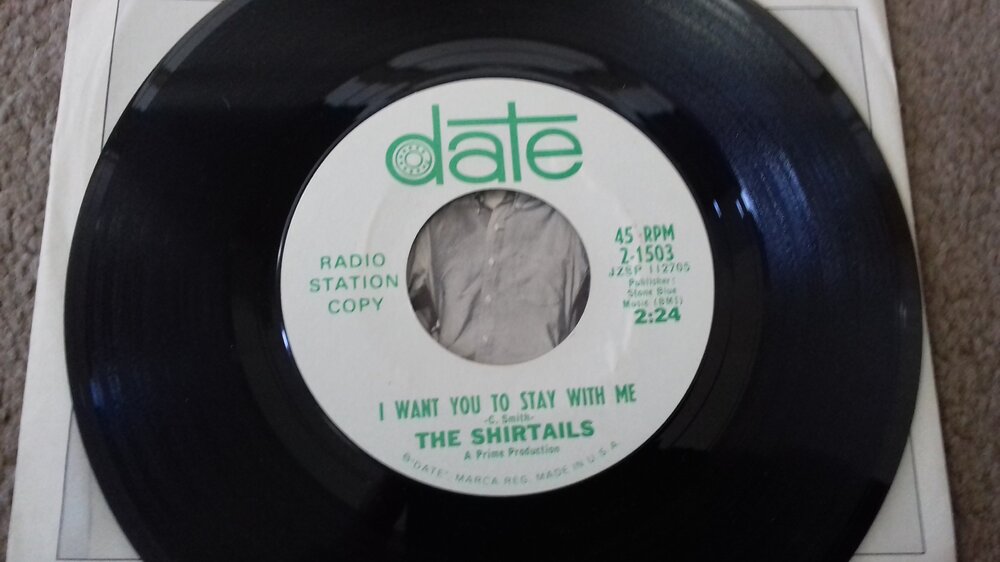 date
RADIO
STATION
COPY
45 RPM
2-1503
JZSP 112705
Publisher:
Stone Blue
Music (BMI)
2:24
I WANT YOU TO STAY WITH ME
-C. Smith-
THE SHIRTAILS
A Prime Production
"DATE" MARCA REG. MADE IN U.S.A.